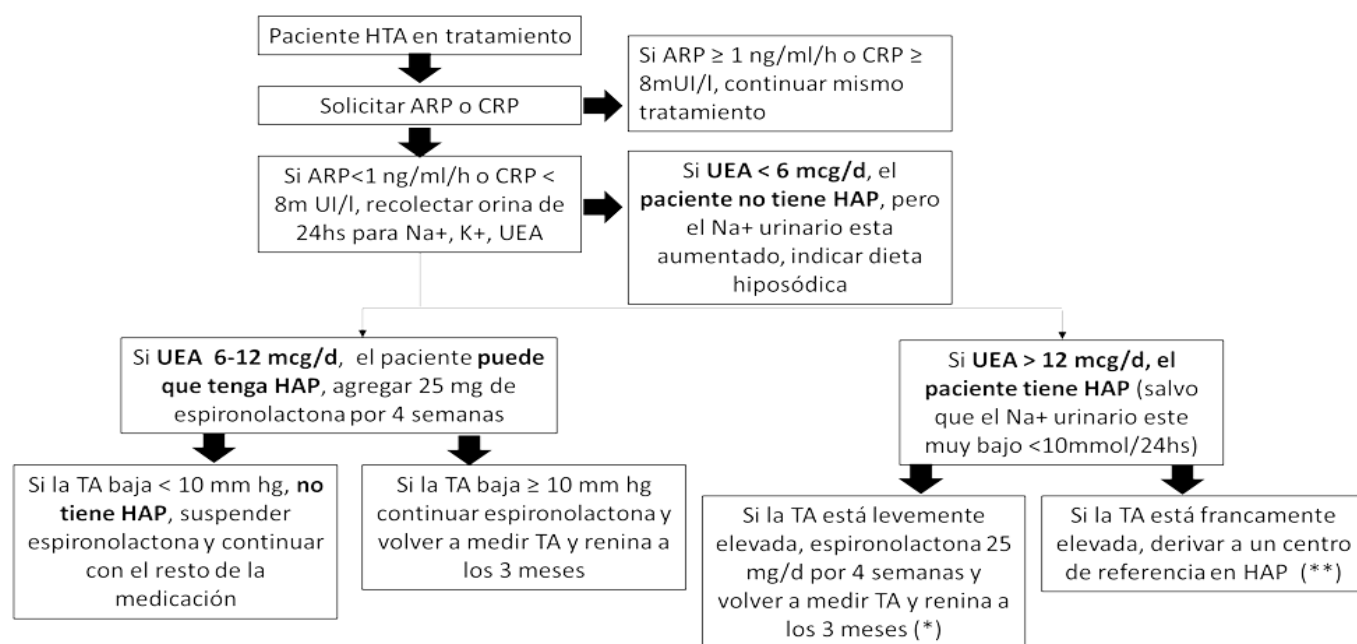 Paciente HTA en tratamiento
Si ARP ≥ 1 ng/ml/h o CRP ≥
8mUI/l, continuar mismo
tratamiento
Solicitar ARP o CRP
Si ARP<1 ng/ml/h o CRP <
8m UI/l, recolectar orina de
24hs para Na+, K+, UEA
Si UEA < 6 mcg/d, el
paciente no tiene HAP, pero
el Na+ urinario esta
aumentado, indicar dieta
hiposódica
Si UEA 6-12 mcg/d, el paciente puede
que tenga HAP, agregar 25 mg de
espironolactona por 4 semanas
Si UEA > 12 mcg/d, el
paciente tiene HAP (salvo
que el Na+ urinario este
muy bajo <10mmol/24hs)
Si la TA baja < 10 mm hg, no
tiene HAP, suspender
espironolactona y continuar
con el resto de la
medicación
Si la TA baja ≥ 10 mm hg
continuar espironolactona y
volver a medir TA y renina a
los 3 meses
Si la TA está levemente
elevada, espironolactona 25
mg/d por 4 semanas y
volver a medir TA y renina a
los 3 meses (*)
Si la TA está francamente
elevada, derivar a un centro
de referencia en HAP (**)